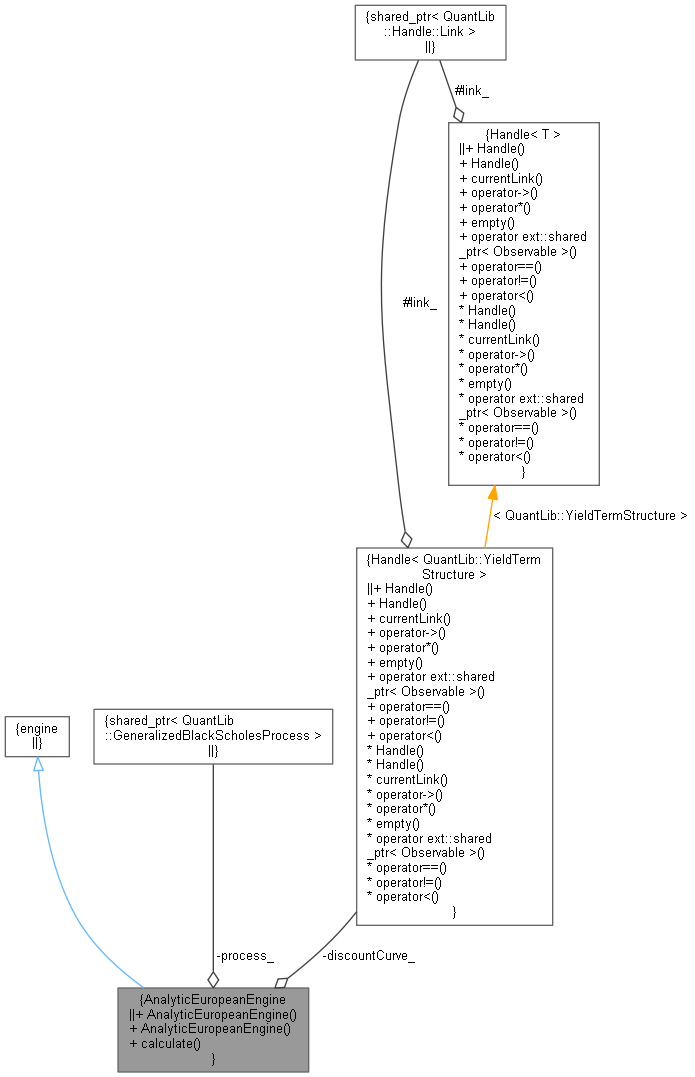 {shared_ptr< QuantLib
::Handle::Link >
||}
#link_
{Handle< T >
||+ Handle()
+ Handle()
+ currentLink()
+ operator->()
+ operator*()
+ empty()
+ operator ext::shared
_ptr< Observable >()
+ operator==()
+ operator!=()
+ operator<()
* Handle()
* Handle()
* currentLink()
* operator->()
* operator*()
* empty()
* operator ext::shared
_ptr< Observable >()
* operator==()
* operator!=()
* operator<()
}
#link_
< QuantLib::YieldTermStructure >
{Handle< QuantLib::YieldTerm
Structure >
||+ Handle()
+ Handle()
+ currentLink()
+ operator->()
+ operator*()
+ empty()
+ operator ext::shared
_ptr< Observable >()
+ operator==()
+ operator!=()
+ operator<()
* Handle()
* Handle()
* currentLink()
* operator->()
* operator*()
* empty()
* operator ext::shared
_ptr< Observable >()
* operator==()
* operator!=()
* operator<()
}
{engine
||}
{shared_ptr< QuantLib
::GeneralizedBlackScholesProcess >
||}
-process_
-discountCurve_
{AnalyticEuropeanEngine
||+ AnalyticEuropeanEngine()
+ AnalyticEuropeanEngine()
+ calculate()
}